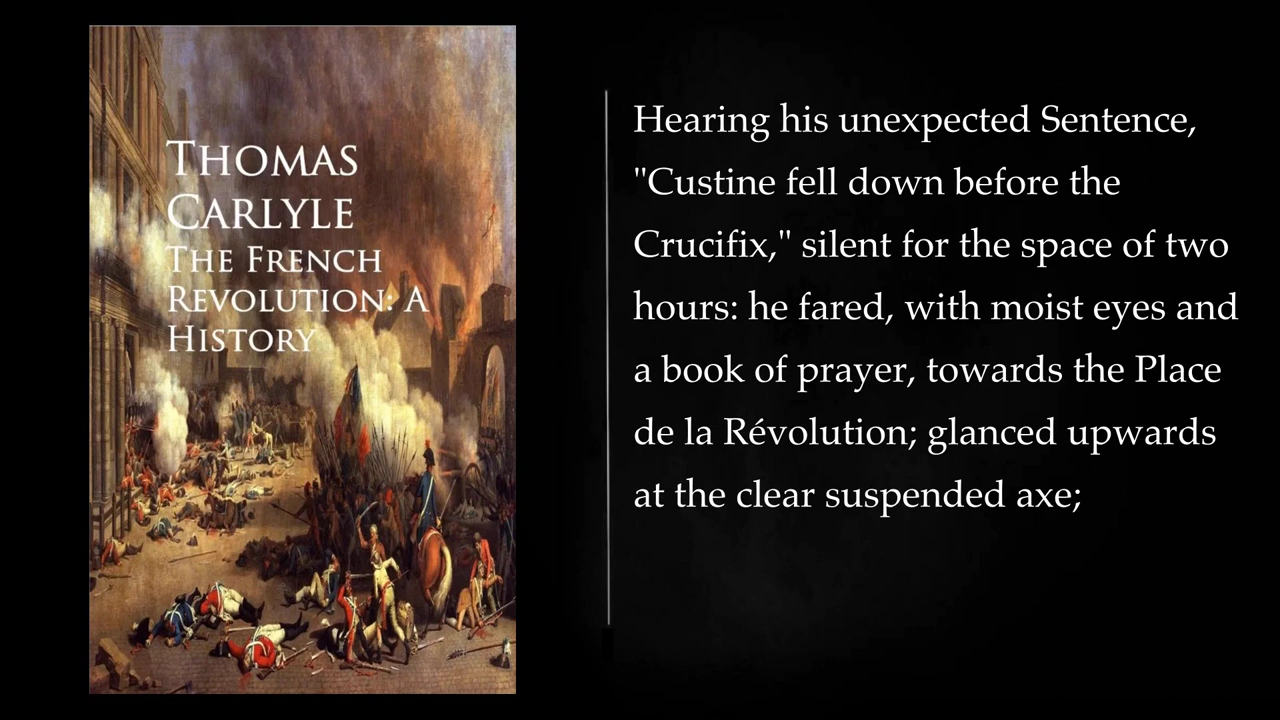 THOMAS
CARLYLE
THE FRENCH
REVOLUTION: A
HISTORY
Hearing his unexpected Sentence,
"Custine fell down before the
Crucifix," silent for the space of two
hours: he fared, with moist eyes and
a book of prayer, towards the Place
de la Révolution; glanced upwards
at the clear suspended axe;